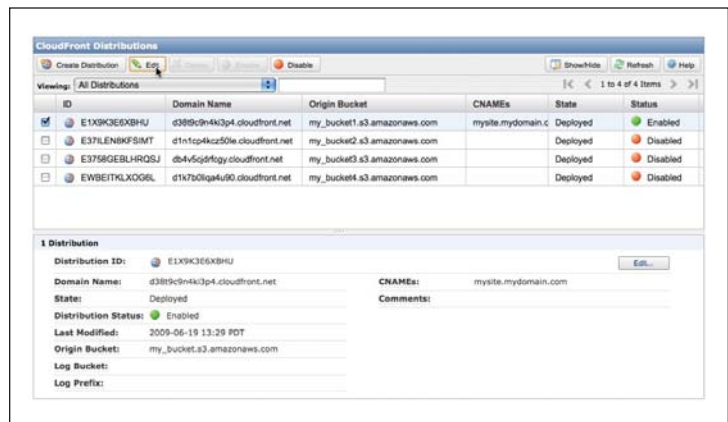 CloudFront Distributions
Create Distribution Edit Delete Enable Disable Show/Hide Refresh Help
Viewing: All Distributions 1 to 4 of 4 Items
ID Domain Name Origin Bucket CNAMEs State Status
E1X9K3E6XBHU d38t9c9n4ki3p4.cloudfront.net my_bucket1.s3.amazonaws.com mysite.mydomain.c Deployed Enabled
E37ILEN8KFSIMT d1n1cp4kcz50le.cloudfront.net my_bucket2.s3.amazonaws.com Deployed Disabled
E3758GEBLHRQSJ db4v5cjdrfcgy.cloudfront.net my_bucket3.s3.amazonaws.com Deployed Disabled
EWBEITKLXOG6L d1k7b0liqa4u90.cloudfront.net my_bucket4.s3.amazonaws.com Deployed Disabled
1 Distribution
Distribution ID: E1X9K3E6XBHU Edit...
Domain Name: d38t9c9n4ki3p4.cloudfront.net CNAMEs: mysite.mydomain.com
State: Deployed Comments:
Distribution Status: Enabled
Last Modified: 2009-06-19 13:29 PDT
Origin Bucket: my_bucket.s3.amazonaws.com
Log Bucket:
Log Prefix: